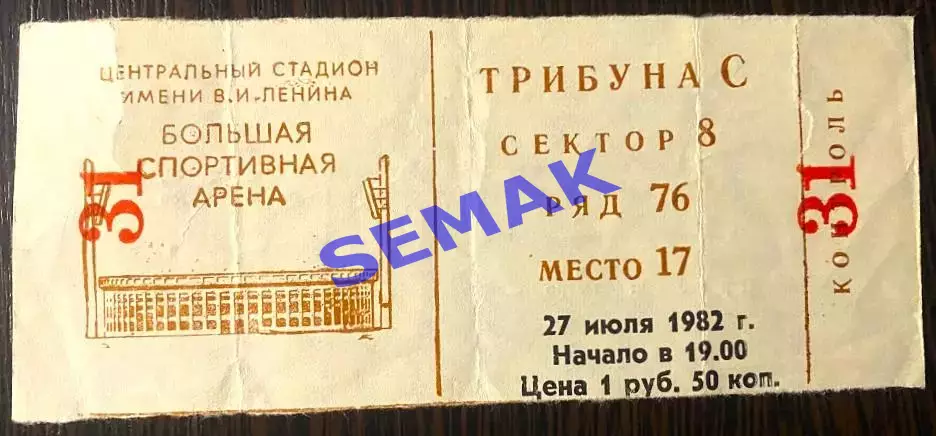 ЦЕНТРАЛЬНЫЙ СТАДИОН
ИМЕНИ В.И.ЛЕНИНА
БОЛЬШАЯ
СПОРТИВНАЯ
АРЕНА
31
ТРИБУНА С
СЕКТОР 8
РЯД 76
МЕСТО 17
27 июля 1982 г.
Начало в 19.00
Цена 1 руб. 50 коп.
КОНТРОЛЬ
31
SEMAK